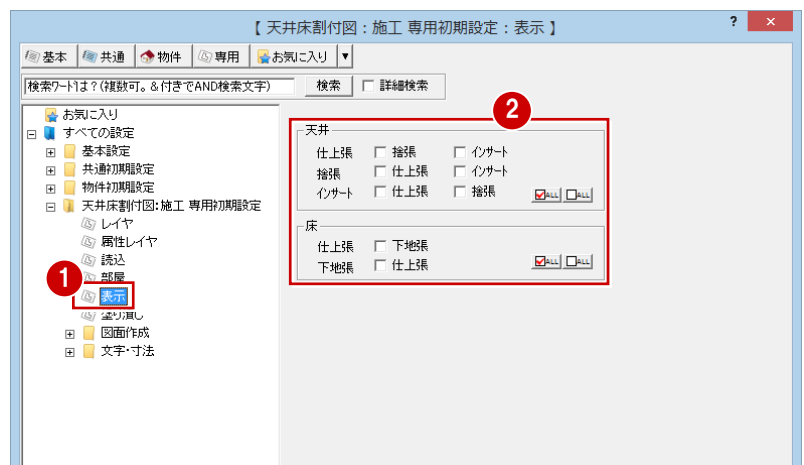 【 天井床割付図：施工 専用初期設定：表示 】 ? ×
基本 共通 物件 専用 お気に入り ▼
検索ワードは？(複数可。＆付きでAND検索文字) 検索 詳細検索
お気に入り
すべての設定
基本設定
共通初期設定
物件初期設定
天井床割付図:施工 専用初期設定
レイヤ
属性レイヤ
読込
部屋
1
表示
塗り潰し
図面作成
文字・寸法
2
天井
仕上張 捨張 インサート
捨張 仕上張 インサート
インサート 仕上張 捨張 ALL ALL
床
仕上張 下地張
下地張 仕上張 ALL ALL